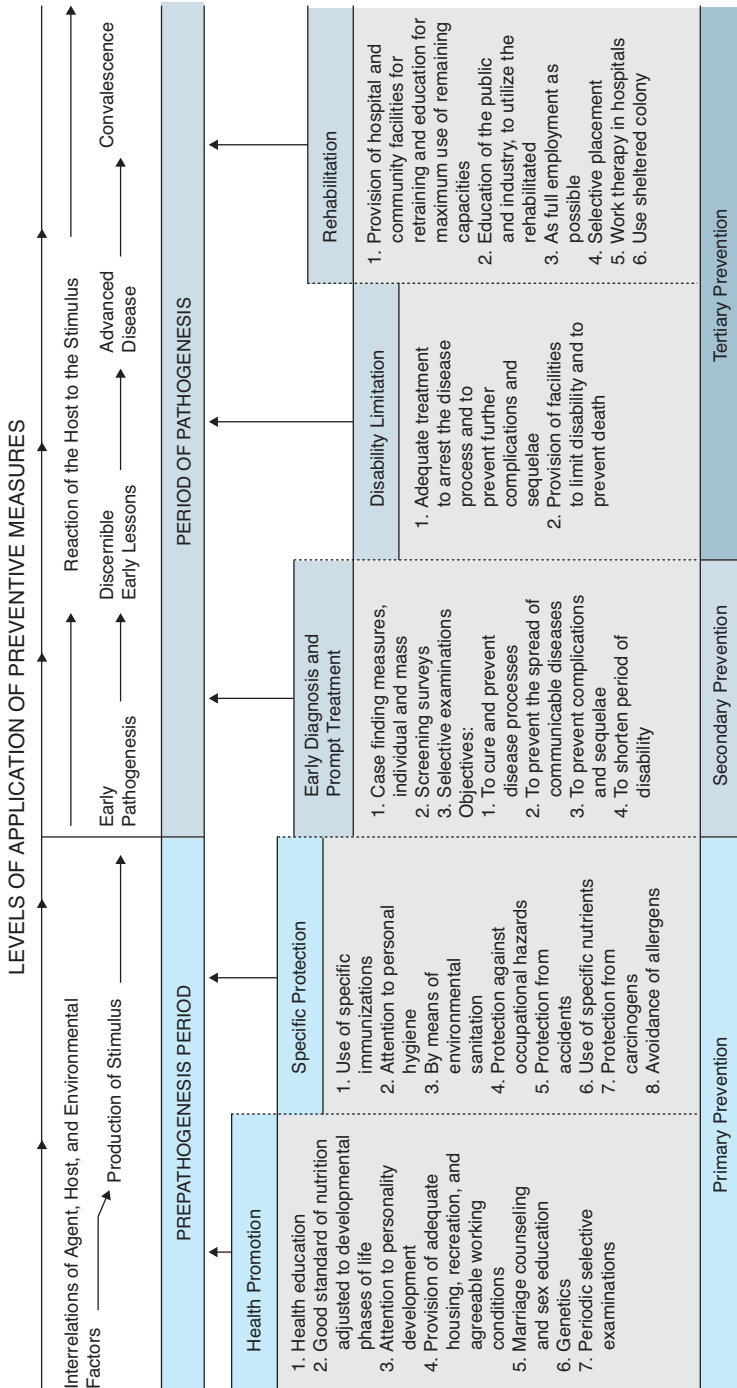 LEVELS OF APPLICATION OF PREVENTIVE MEASURES
Interrelations of Agent, Host, and Environmental
Factors
Production of Stimulus
Reaction of the Host to the Stimulus
Early
Pathogenesis
Discernible
Early Lessons
Advanced
Disease
Convalescence
PREPATHOGENESIS PERIOD
PERIOD OF PATHOGENESIS
Health Promotion
1. Health education
2. Good standard of nutrition
adjusted to developmental
phases of life
3. Attention to personality
development
4. Provision of adequate
housing, recreation, and
agreeable working
conditions
5. Marriage counseling
and sex education
6. Genetics
7. Periodic selective
examinations
Specific Protection
1. Use of specific
immunizations
2. Attention to personal
hygiene
3. By means of
environmental
sanitation
4. Protection against
occupational hazards
5. Protection from
accidents
6. Use of specific nutrients
7. Protection from
carcinogens
8. Avoidance of allergens
Early Diagnosis and
Prompt Treatment
1. Case finding measures,
individual and mass
2. Screening surveys
3. Selective examinations
Objectives:
1. To cure and prevent
disease processes
2. To prevent the spread of
communicable diseases
3. To prevent complications
and sequelae
4. To shorten period of
disability
Disability Limitation
1. Adequate treatment
to arrest the disease
process and to
prevent further
complications and
sequelae
2. Provision of facilities
to limit disability and to
prevent death
Rehabilitation
1. Provision of hospital and
community facilities for
retraining and education for
maximum use of remaining
capacities
2. Education of the public
and industry, to utilize the
rehabilitated
3. As full employment as
possible
4. Selective placement
5. Work therapy in hospitals
6. Use sheltered colony
Primary Prevention
Secondary Prevention
Tertiary Prevention